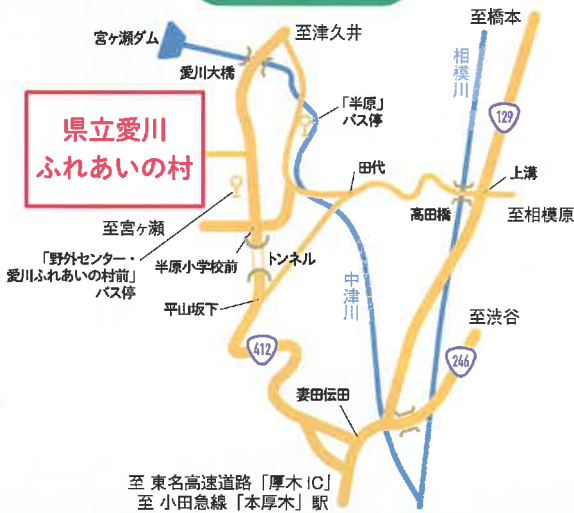 宮ヶ瀬ダム
至津久井
至橋本
愛川大橋
相模川
「半原」
バス停
129
県立愛川
ふれあいの村
田代
上溝
高田橋
至相模原
至宮ヶ瀬
「野外センター・
愛川ふれあいの村前」
バス停
半原小学校前
トンネル
中津川
平山坂下
至渋谷
412
246
妻田伝田
至 東名高速道路「厚木IC」
至 小田急線「本厚木」駅